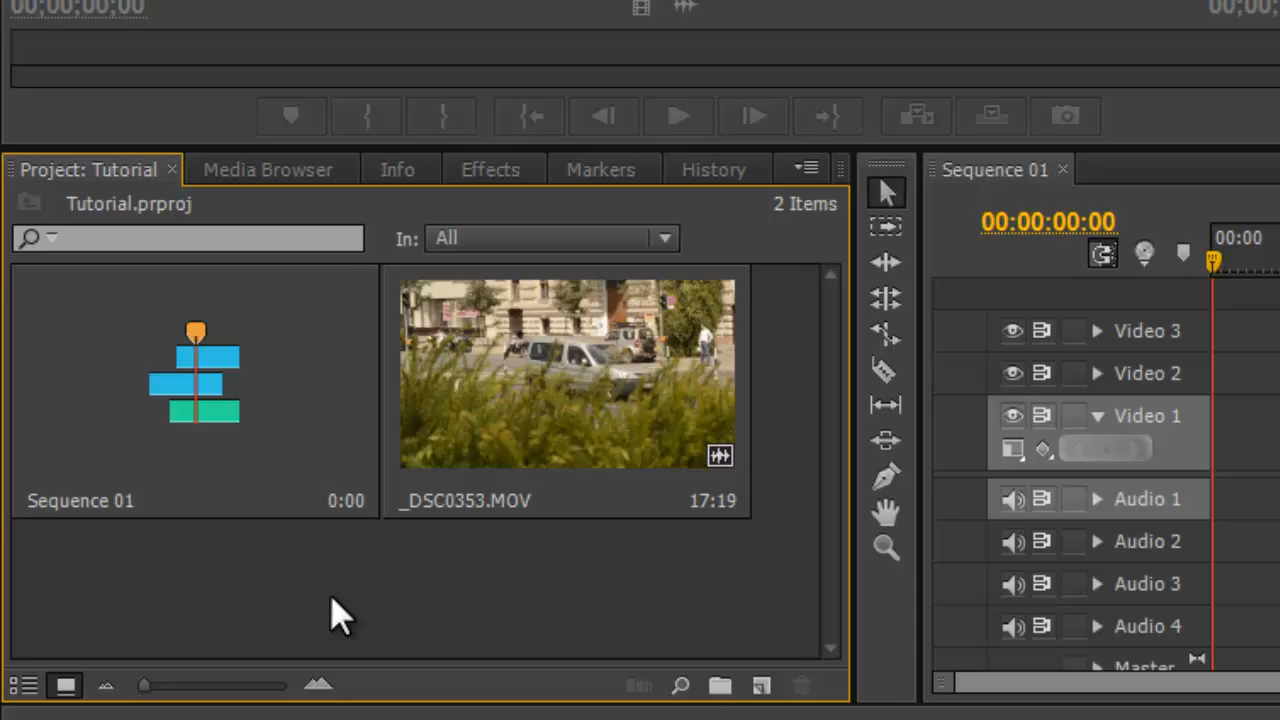 00;00;00;00
00;00;
Project: Tutorial
Media Browser
Info
Effects
Markers
History
Sequence 01
Tutorial.prproj
2 Items
In: All
00:00:00:00
00:00
Video 3
Video 2
Video 1
Sequence 01
0:00
_DSC0353.MOV
17:19
Audio 1
Audio 2
Audio 3
Audio 4
Master